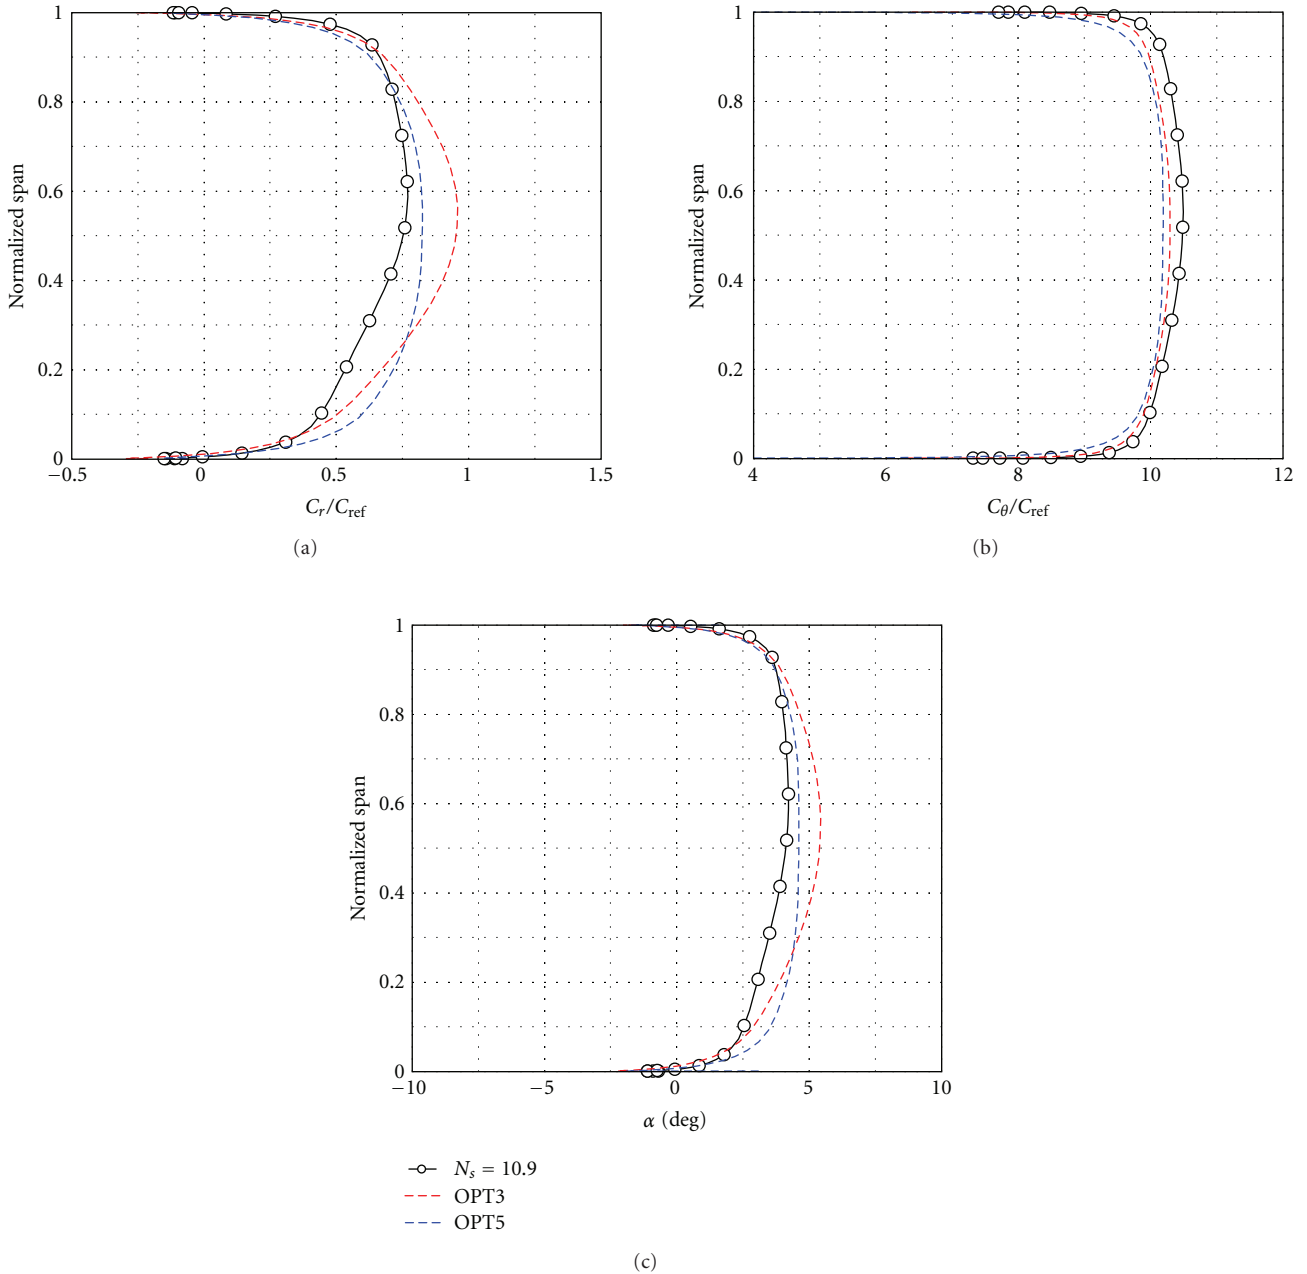 1
0.8
0.6
0.4
0.2
0
−0.5
0
0.5
1
1.5
Normalized span
C_r/C_ref
(a)
1
0.8
0.6
0.4
0.2
0
4
6
8
10
12
Normalized span
C_θ/C_ref
(b)
1
0.8
0.6
0.4
0.2
0
−10
−5
0
5
10
Normalized span
α (deg)
N_s = 10.9
OPT3
OPT5
(c)